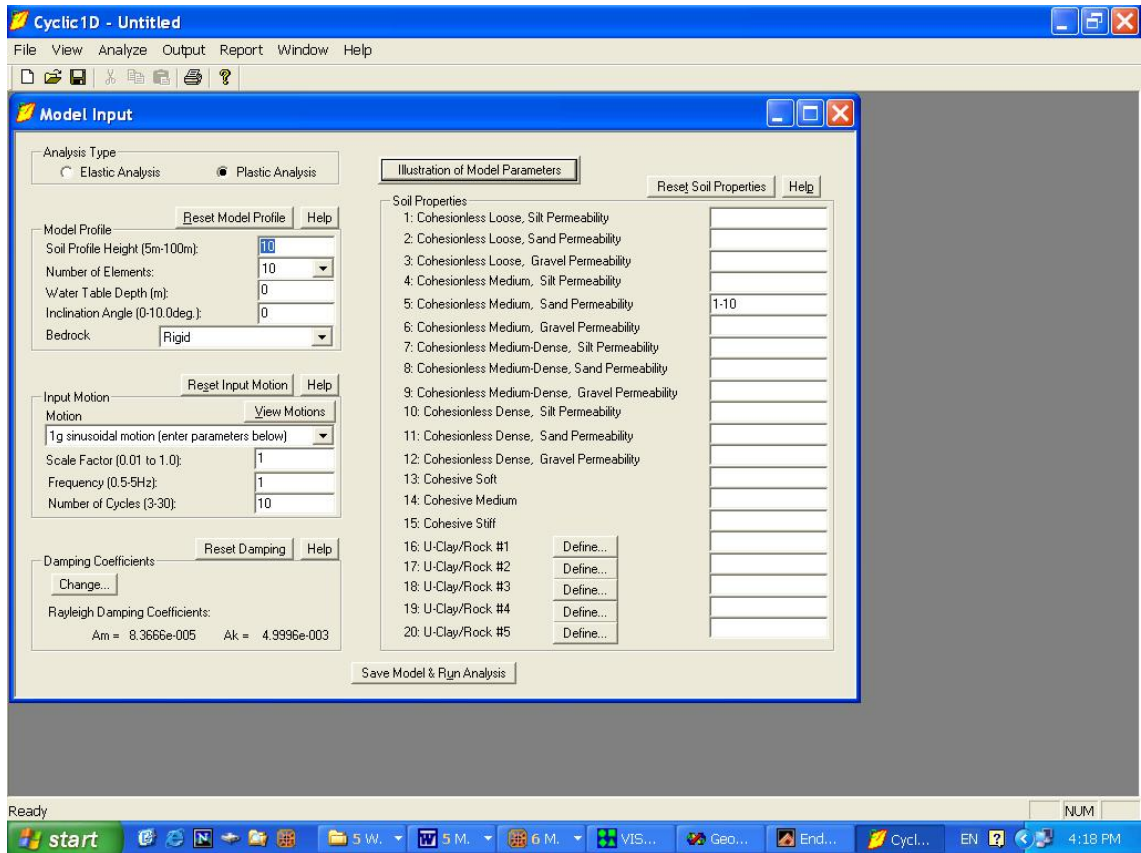 Cyclic1D - Untitled
File View Analyze Output Report Window Help
Model Input
Analysis Type
Elastic Analysis Plastic Analysis
Reset Model Profile Help
Model Profile
Soil Profile Height (5m-100m): 10
Number of Elements: 10
Water Table Depth (m): 0
Inclination Angle (0-10.0deg.): 0
Bedrock Rigid
Reset Input Motion Help
Input Motion
View Motions
Motion
1g sinusoidal motion (enter parameters below)
Scale Factor (0.01 to 1.0): 1
Frequency (0.5-5Hz): 1
Number of Cycles (3-30): 10
Reset Damping Help
Damping Coefficients
Change...
Rayleigh Damping Coefficients:
Am = 8.3666e-005 Ak = 4.9996e-003
Illustration of Model Parameters
Reset Soil Properties Help
Soil Properties
1: Cohesionless Loose, Silt Permeability
2: Cohesionless Loose, Sand Permeability
3: Cohesionless Loose, Gravel Permeability
4: Cohesionless Medium, Silt Permeability
5: Cohesionless Medium, Sand Permeability 1-10
6: Cohesionless Medium, Gravel Permeability
7: Cohesionless Medium-Dense, Silt Permeability
8: Cohesionless Medium-Dense, Sand Permeability
9: Cohesionless Medium-Dense, Gravel Permeability
10: Cohesionless Dense, Silt Permeability
11: Cohesionless Dense, Sand Permeability
12: Cohesionless Dense, Gravel Permeability
13: Cohesive Soft
14: Cohesive Medium
15: Cohesive Stiff
16: U-Clay/Rock #1 Define...
17: U-Clay/Rock #2 Define...
18: U-Clay/Rock #3 Define...
19: U-Clay/Rock #4 Define...
20: U-Clay/Rock #5 Define...
Save Model & Run Analysis
Ready NUM
start 5 W. 5 M. 6 M. VIS... Geo... End... Cycl... EN 4:18 PM